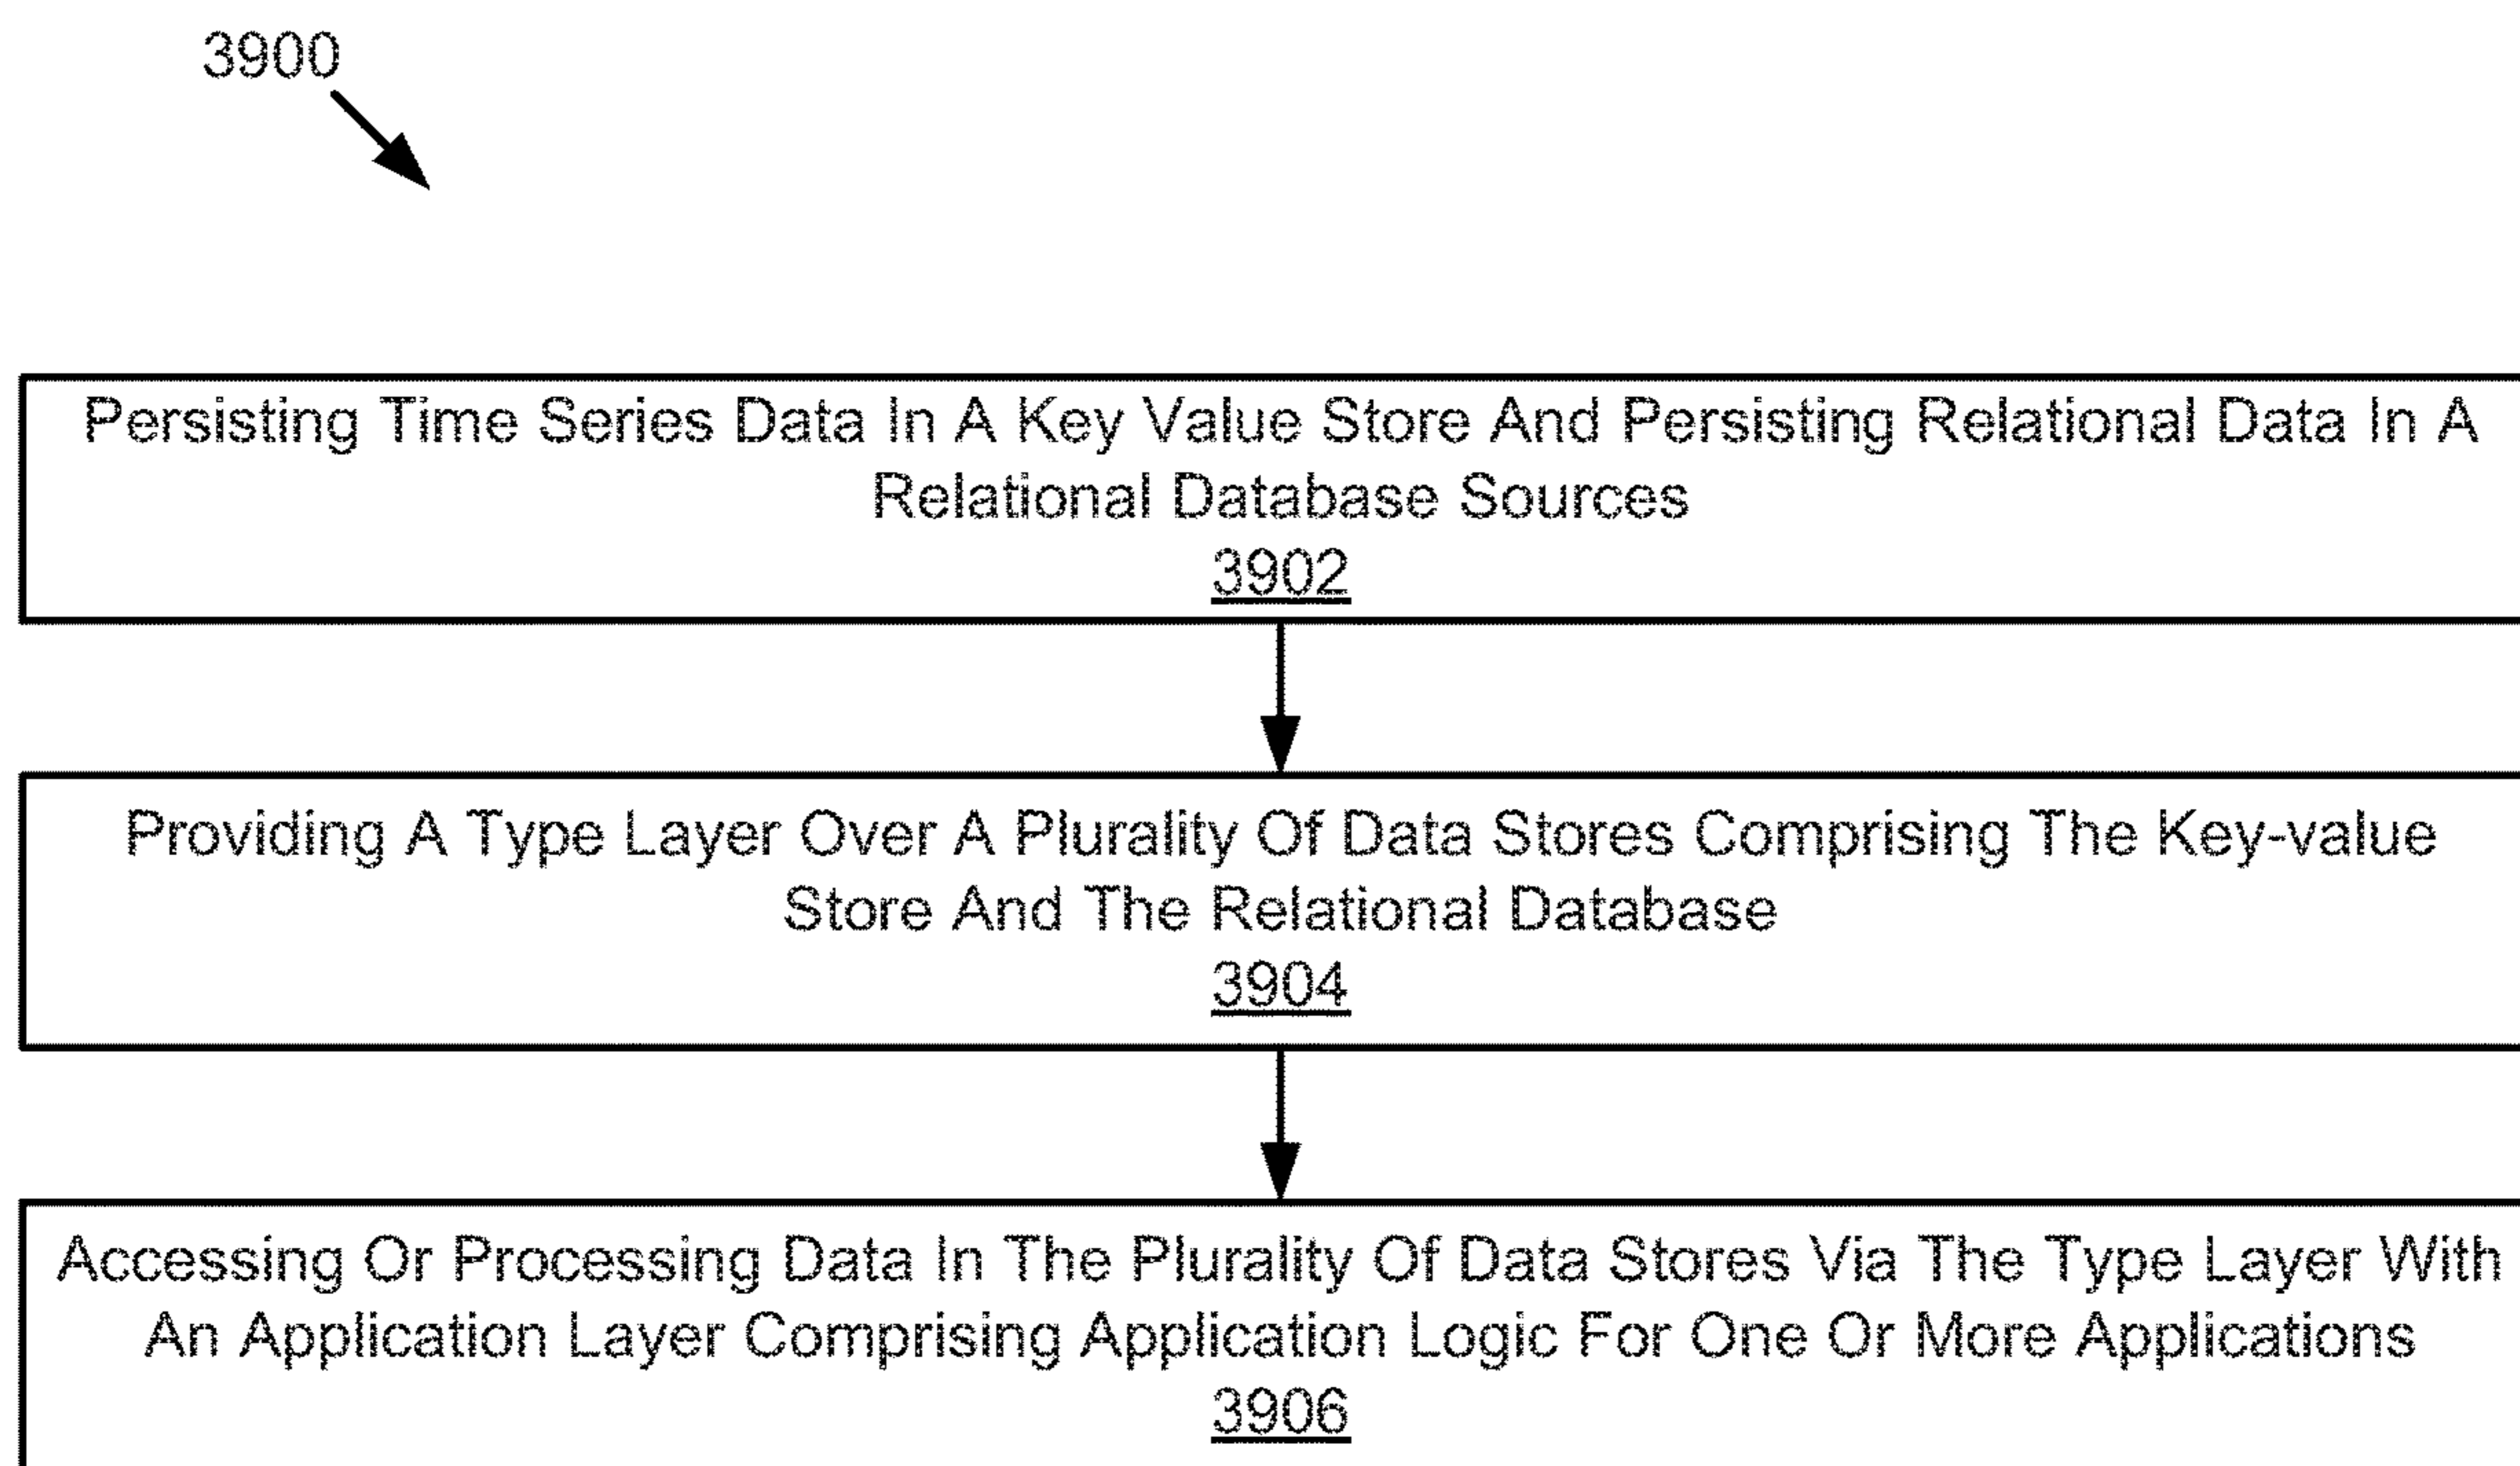 3900
Persisting Time Series Data In A Key Value Store And Persisting Relational Data In A
Relational Database Sources
3902
Providing A Type Layer Over A Plurality Of Data Stores Comprising The Key-value
Store And The Relational Database
3904
Accessing Or Processing Data In The Plurality Of Data Stores Via The Type Layer With
An Application Layer Comprising Application Logic For One Or More Applications
3906